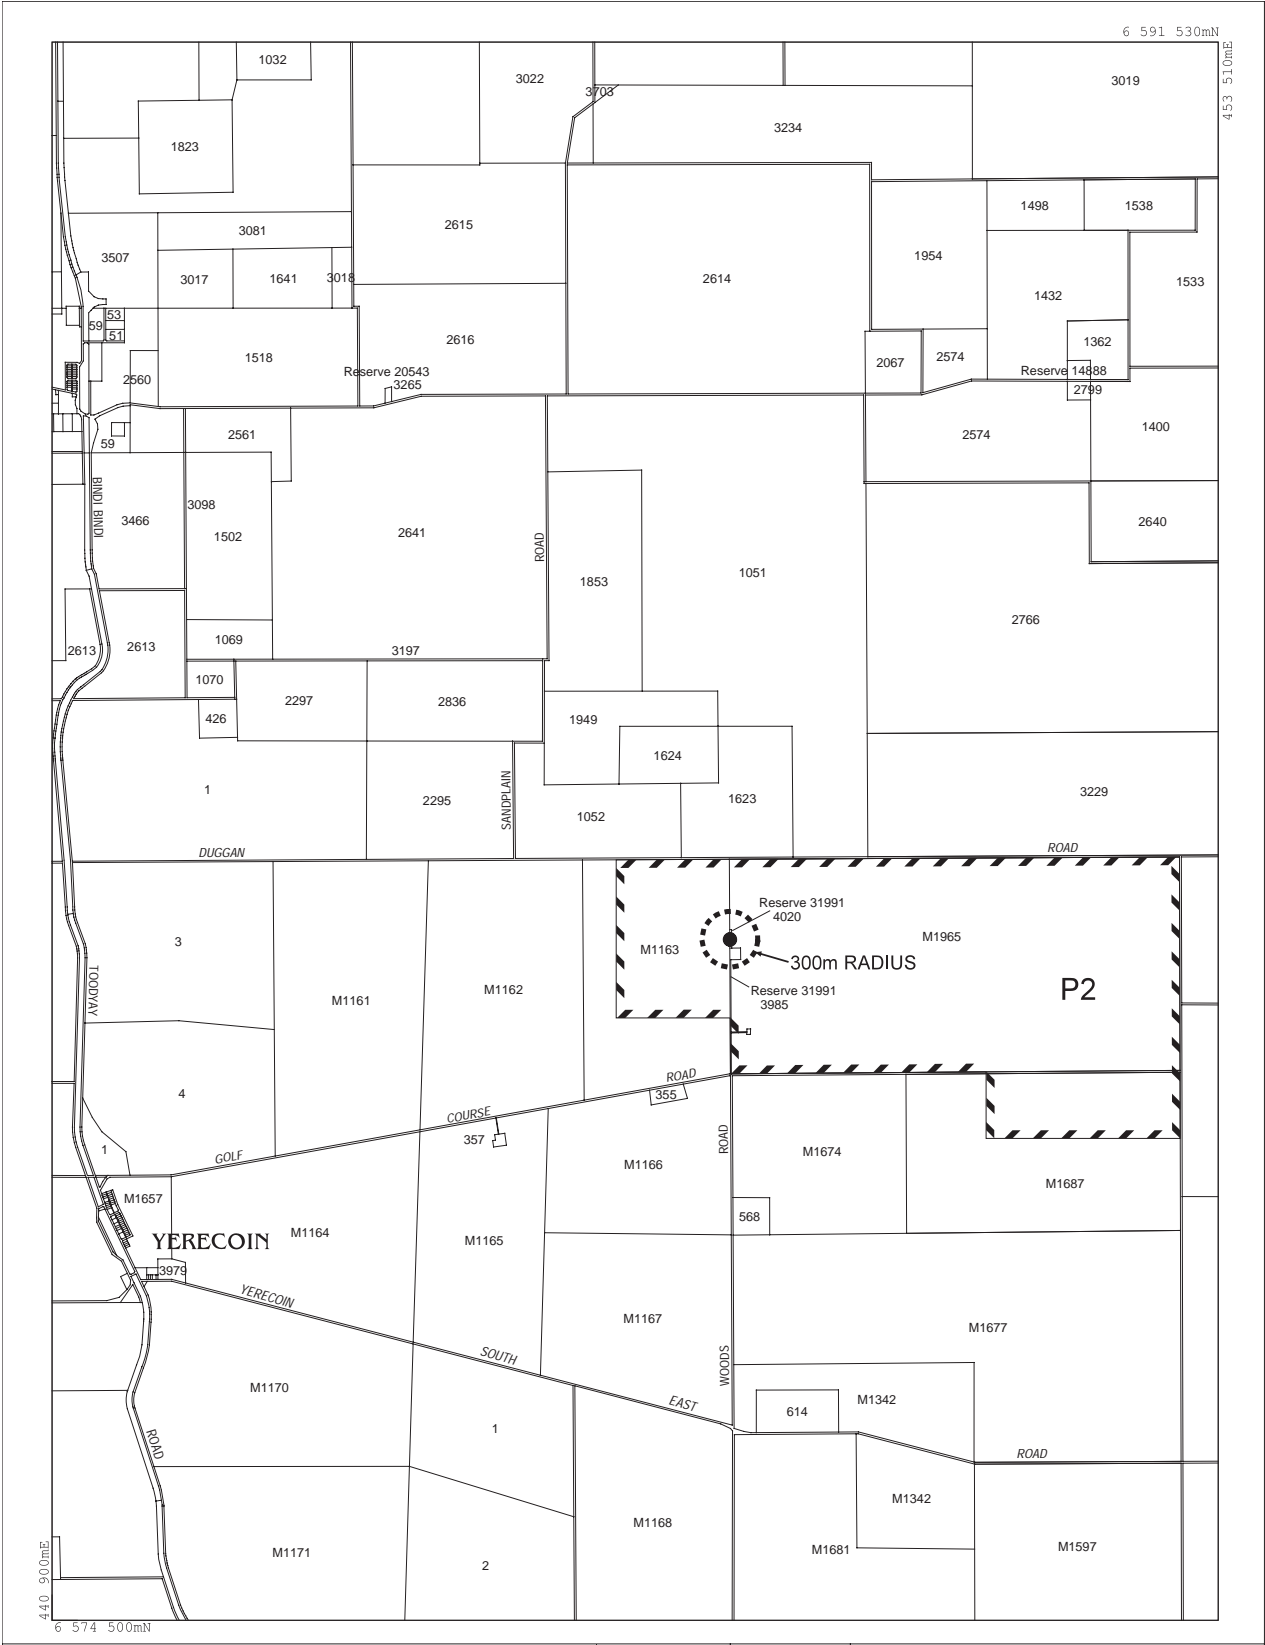 6 591 530mN
453 510mE
1032
3022
3703
3019
3234
1823
1498
1538
2615
3081
3507
1954
3017
1641
3018
2614
1533
1432
53
59
51
2616
1362
1518
2067
2574
Reserve 20543
3265
Reserve 14888
2799
2560
2561
59
2574
1400
BINDI BINDI
3098
3466
1502
2641
ROAD
2640
1853
1051
2766
1069
2613
2613
3197
1070
2297
2836
426
1949
1624
1
2295
SANDPLAIN
1052
1623
3229
DUGGAN
ROAD
Reserve 31991
4020
3
M1163
M1965
300m RADIUS
TOODYAY
M1161
M1162
Reserve 31991
3985
P2
ROAD
4
355
COURSE
357
ROAD
1
GOLF
M1166
M1674
M1687
M1657
568
YERECOIN
M1164
M1165
3979
YERECOIN
M1167
M1677
SOUTH
WOODS
M1170
EAST
614
M1342
1
ROAD
ROAD
M1342
M1168
M1171
M1681
M1597
2
440 900mE
6 574 500mN